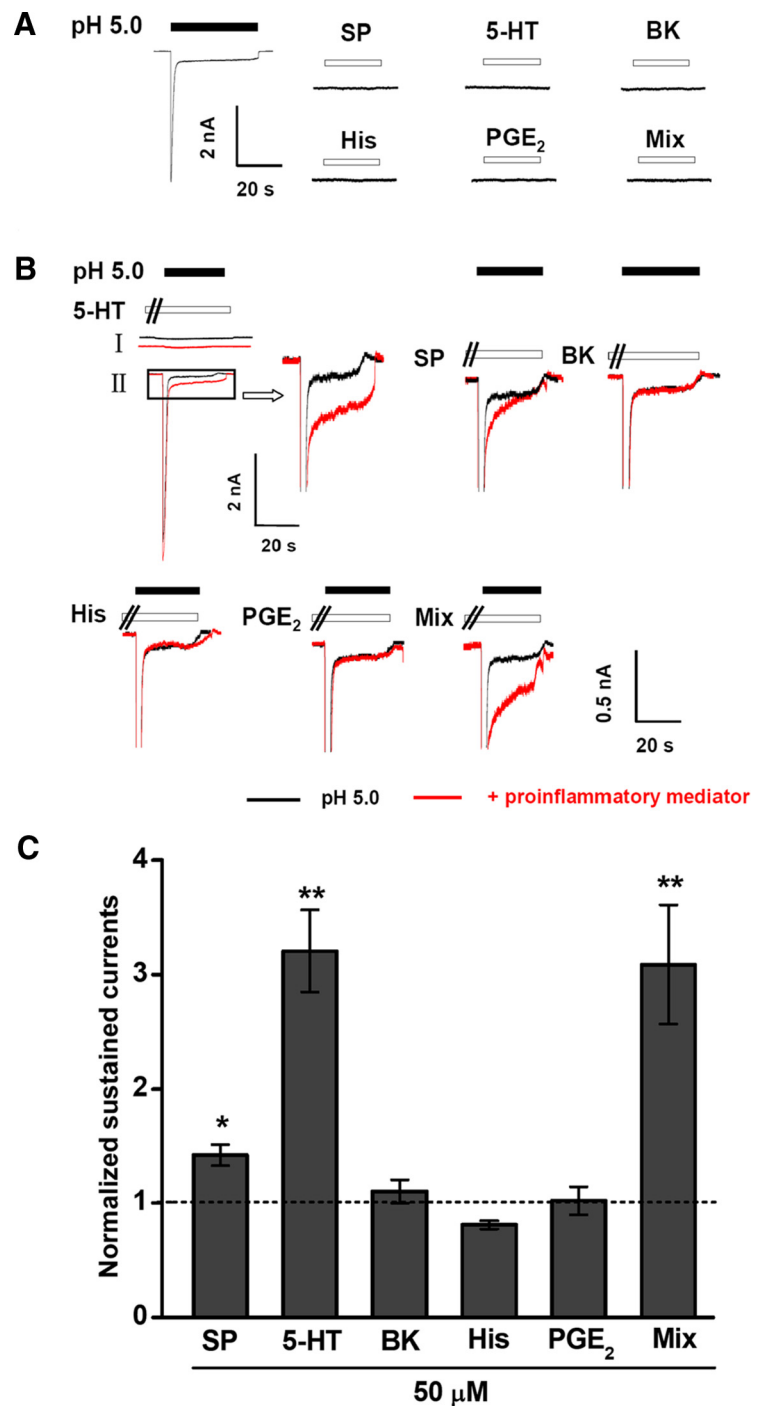 A
pH 5.0
SP
5-HT
BK
2 nA
20 s
His
PGE2
Mix
B
pH 5.0
5-HT
I
II
SP
BK
2 nA
20 s
His
PGE2
Mix
0.5 nA
20 s
pH 5.0
+ proinflammatory mediator
C
Normalized sustained currents
4
3
2
1
0
**
**
*
SP
5-HT
BK
His
PGE2
Mix
50 μM